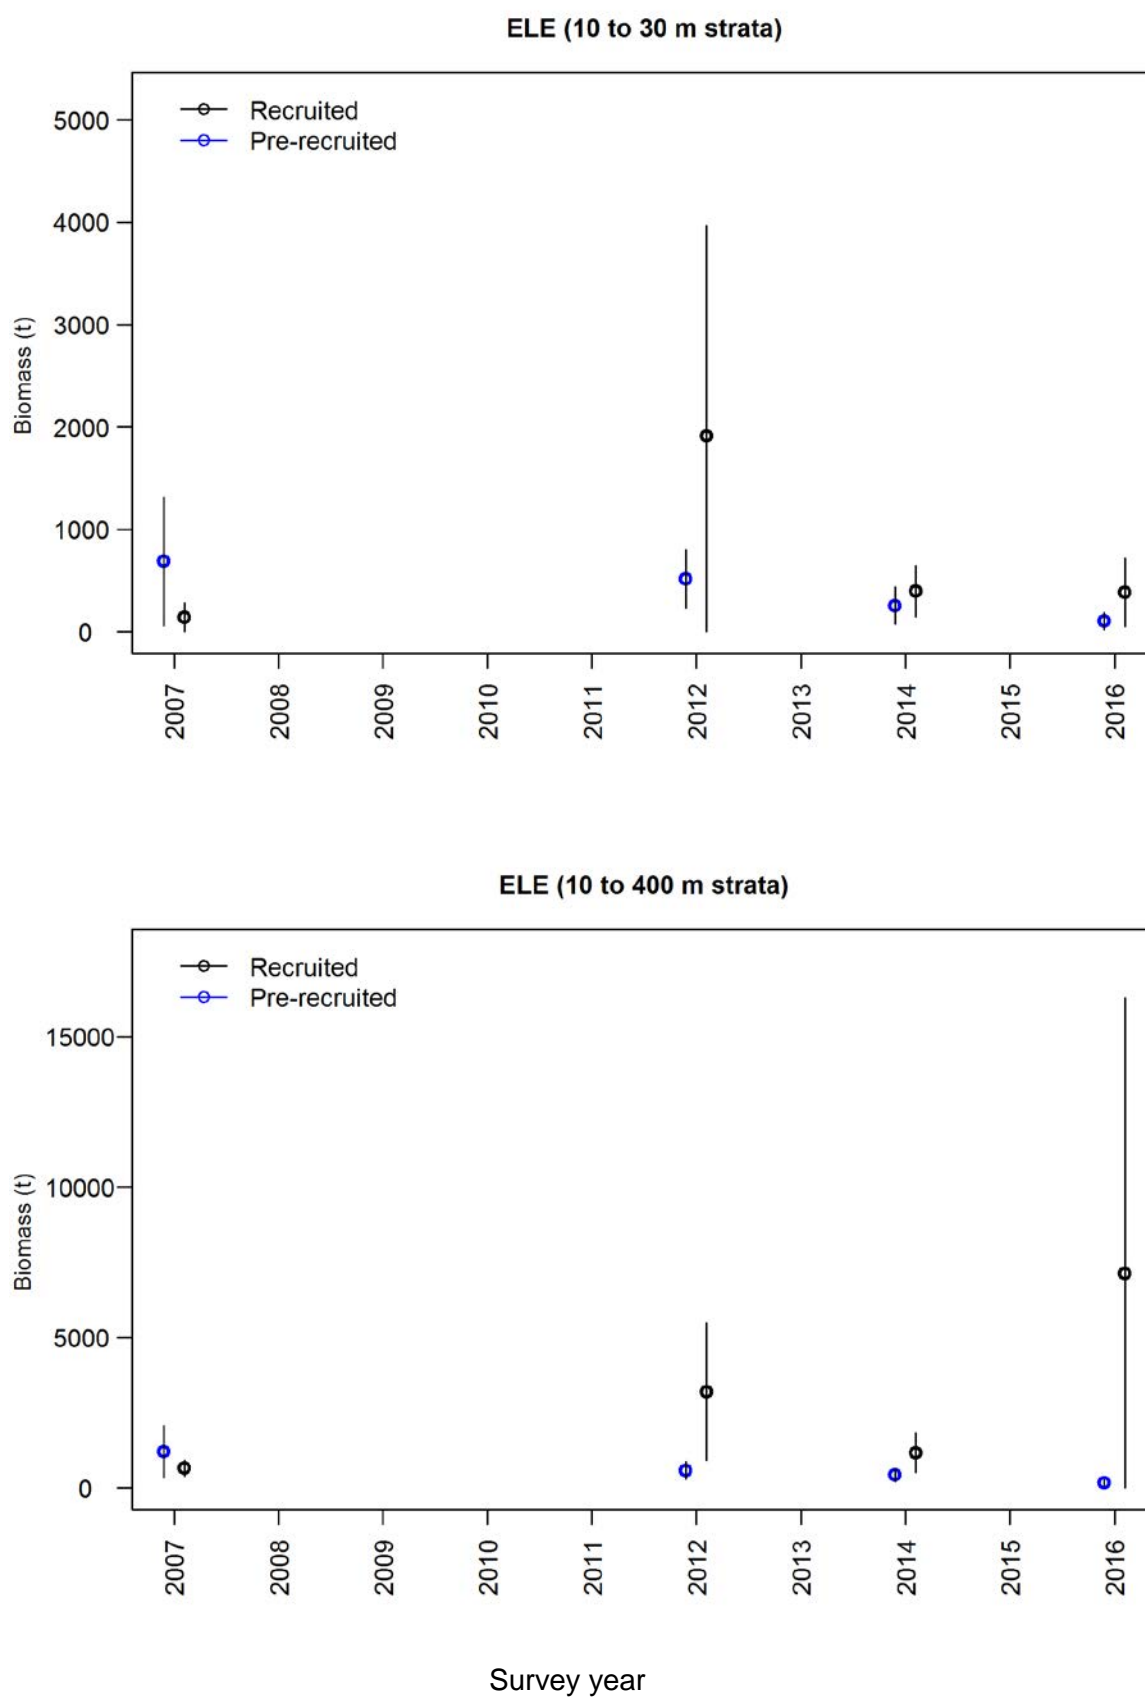 ELE (10 to 30 m strata)
Recruited
Pre-recruited
5000
4000
3000
2000
1000
0
Biomass (t)
2007 2008 2009 2010 2011 2012 2013 2014 2015 2016
ELE (10 to 400 m strata)
Recruited
Pre-recruited
15000
10000
5000
0
Biomass (t)
2007 2008 2009 2010 2011 2012 2013 2014 2015 2016
Survey year